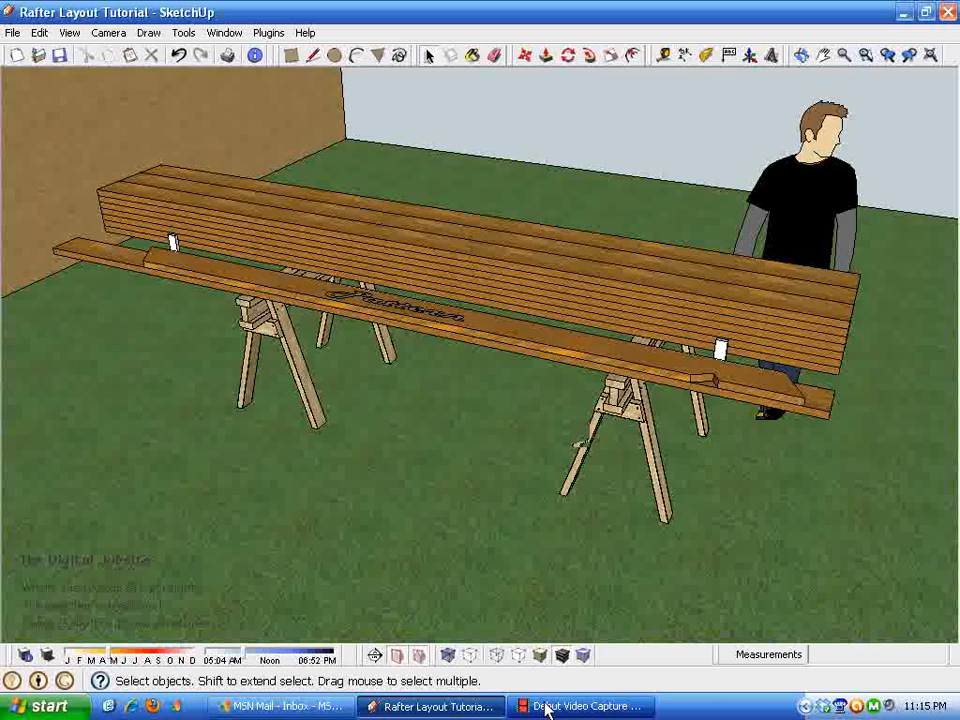 Rafter Layout Tutorial - SketchUp
File Edit View Camera Draw Tools Window Plugins Help
The Digital Jobsite
J F M A M J J A S O N D 05:04 AM Noon 06:52 PM
Measurements
Select objects. Shift to extend select. Drag mouse to select multiple.
start
MSN Mail - Inbox - MS...
Rafter Layout Tutoria...
Debut Video Capture ...
11:15 PM